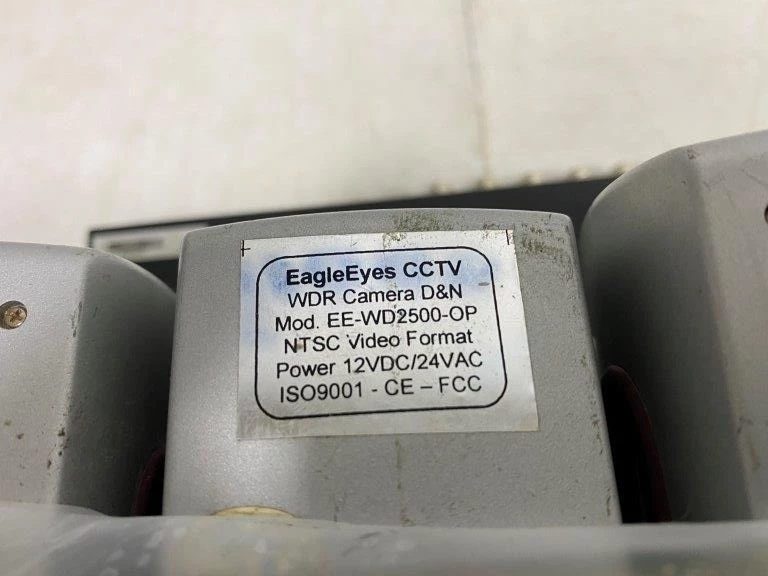 EagleEyes CCTV
WDR Camera D&N
Mod. EE-WD2500-OP
NTSC Video Format
Power 12VDC/24VAC
ISO9001 - CE – FCC